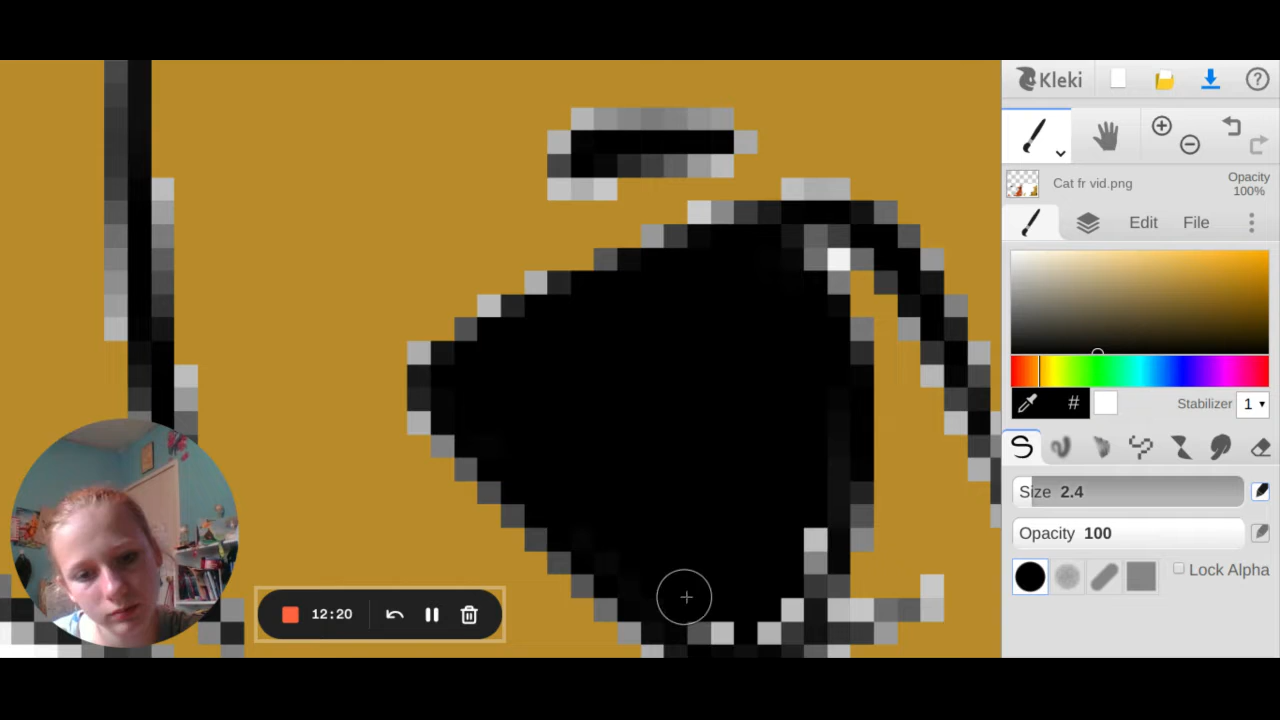 Kleki
Cat fr vid.png
Opacity
100%
Edit File
#
Stabilizer 1
Size 2.4
Opacity 100
Lock Alpha
12:20